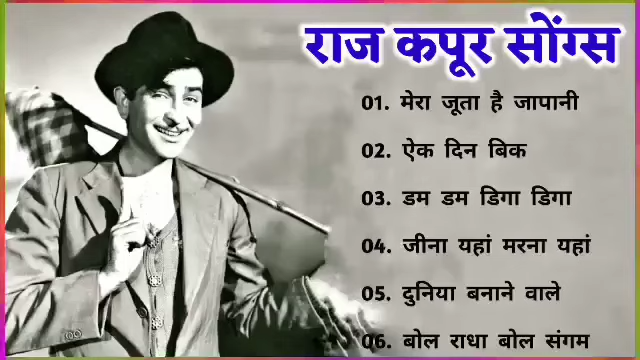 राज कपूर सोंग्स
01. मेरा जूता है जापानी
02. ऐक दिन बिक
03. डम डम डिगा डिगा
04. जीना यहां मरना यहां
05. दुनिया बनाने वाले
06. बोल राधा बोल संगम